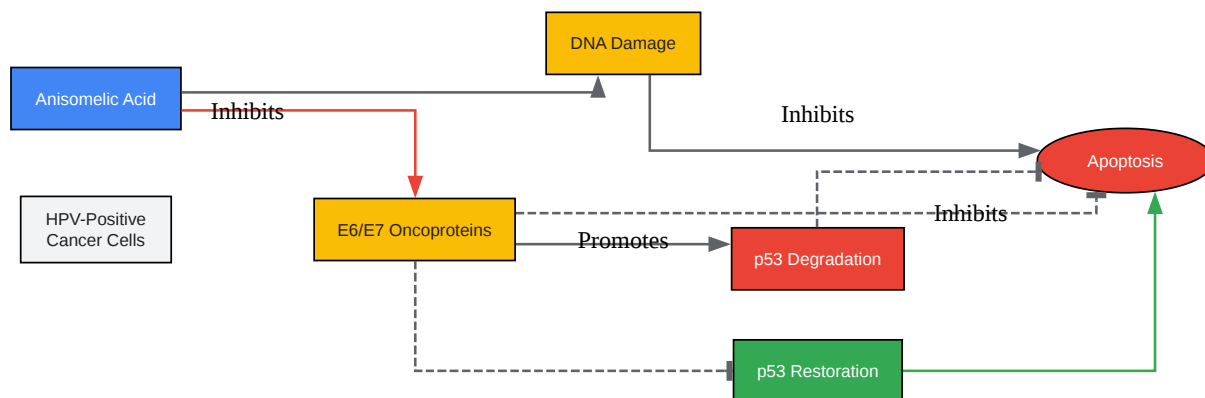 DNA Damage
Anisomelic Acid
Inhibits
Inhibits
Apoptosis
HPV-Positive
Cancer Cells
E6/E7 Oncoproteins
Inhibits
Promotes
p53 Degradation
p53 Restoration